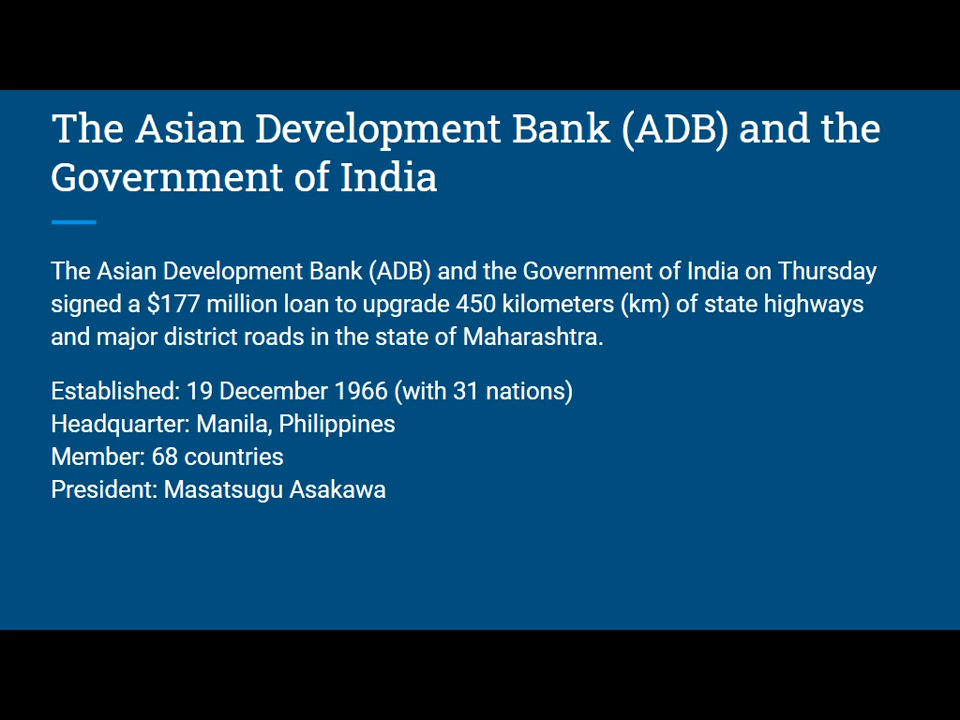 The Asian Development Bank (ADB) and the
Government of India
The Asian Development Bank (ADB) and the Government of India on Thursday
signed a $177 million loan to upgrade 450 kilometers (km) of state highways
and major district roads in the state of Maharashtra.
Established: 19 December 1966 (with 31 nations)
Headquarter: Manila, Philippines
Member: 68 countries
President: Masatsugu Asakawa